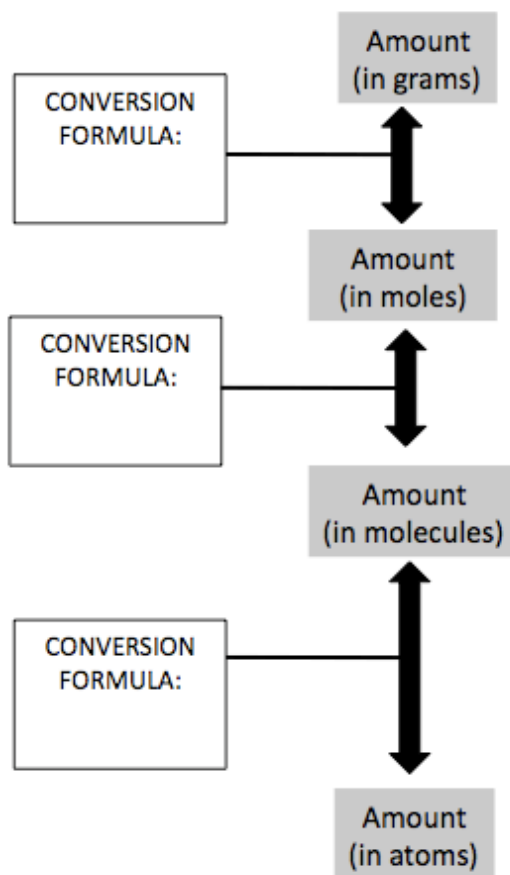 Amount
(in grams)
CONVERSION
FORMULA:
Amount
(in moles)
CONVERSION
FORMULA:
Amount
(in molecules)
CONVERSION
FORMULA:
Amount
(in atoms)